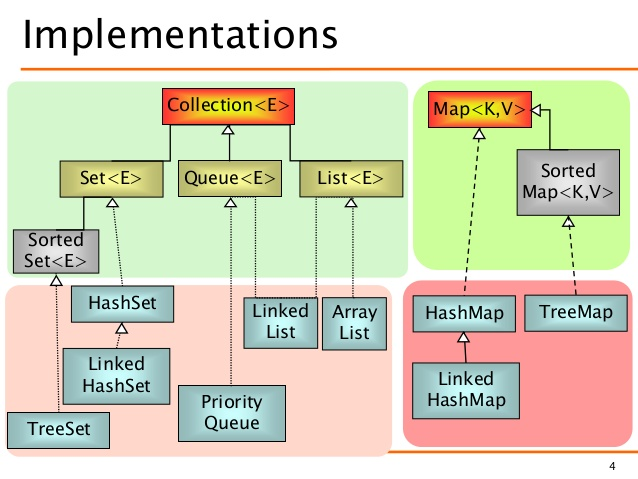 Implementations
Collection<E>
Set<E>
Queue<E>
List<E>
Sorted
Set<E>
HashSet
Linked
HashSet
TreeSet
Priority
Queue
Linked
List
Array
List
Map<K,V>
Sorted
Map<K,V>
HashMap
TreeMap
Linked
HashMap
4